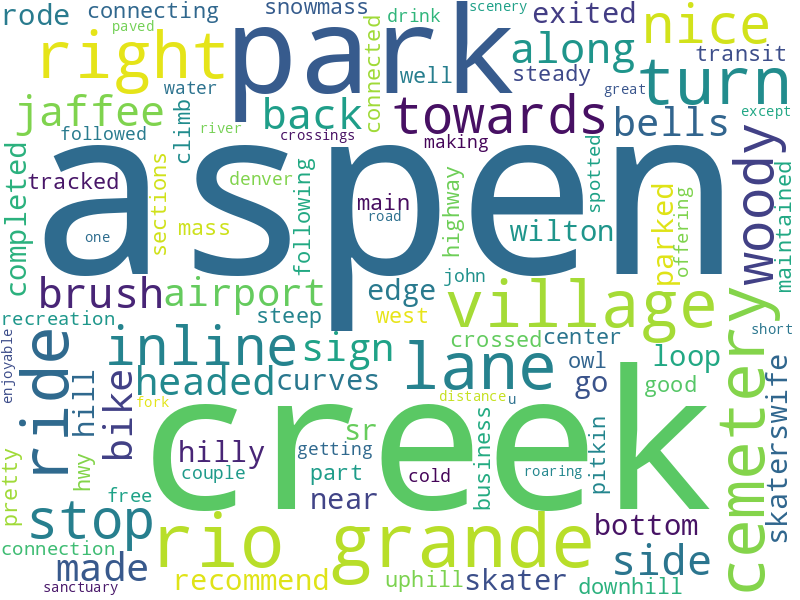 rode
connecting
snowmass
drink
scenery
exited
nice
paved
right
park
along
transit
water
well
steady
turn
great
jaffee
climb
back
connected
towards
bells
except
followed
river
crossings
making
aspen
completed
tracked
sections
denver
following
main
spotted
woody
maintained
one
mass
road
highway
wilton
parked
offering
brush
airport
edge
john
village
recreation
steep
west
crossed
center
short
enjoyable
ride
inline
sign
lane
owl
loop
cemetery
hill
bike
headed
curves
go
good
skaterswife
fork
creek
distance
u
pretty
hwy
hilly
sr
getting
business
pitkin
couple
part
cold
roaring
free
near
stop
rio grande
bottom
connection
made
recommend
uphill
skater
side
downhill
sanctuary